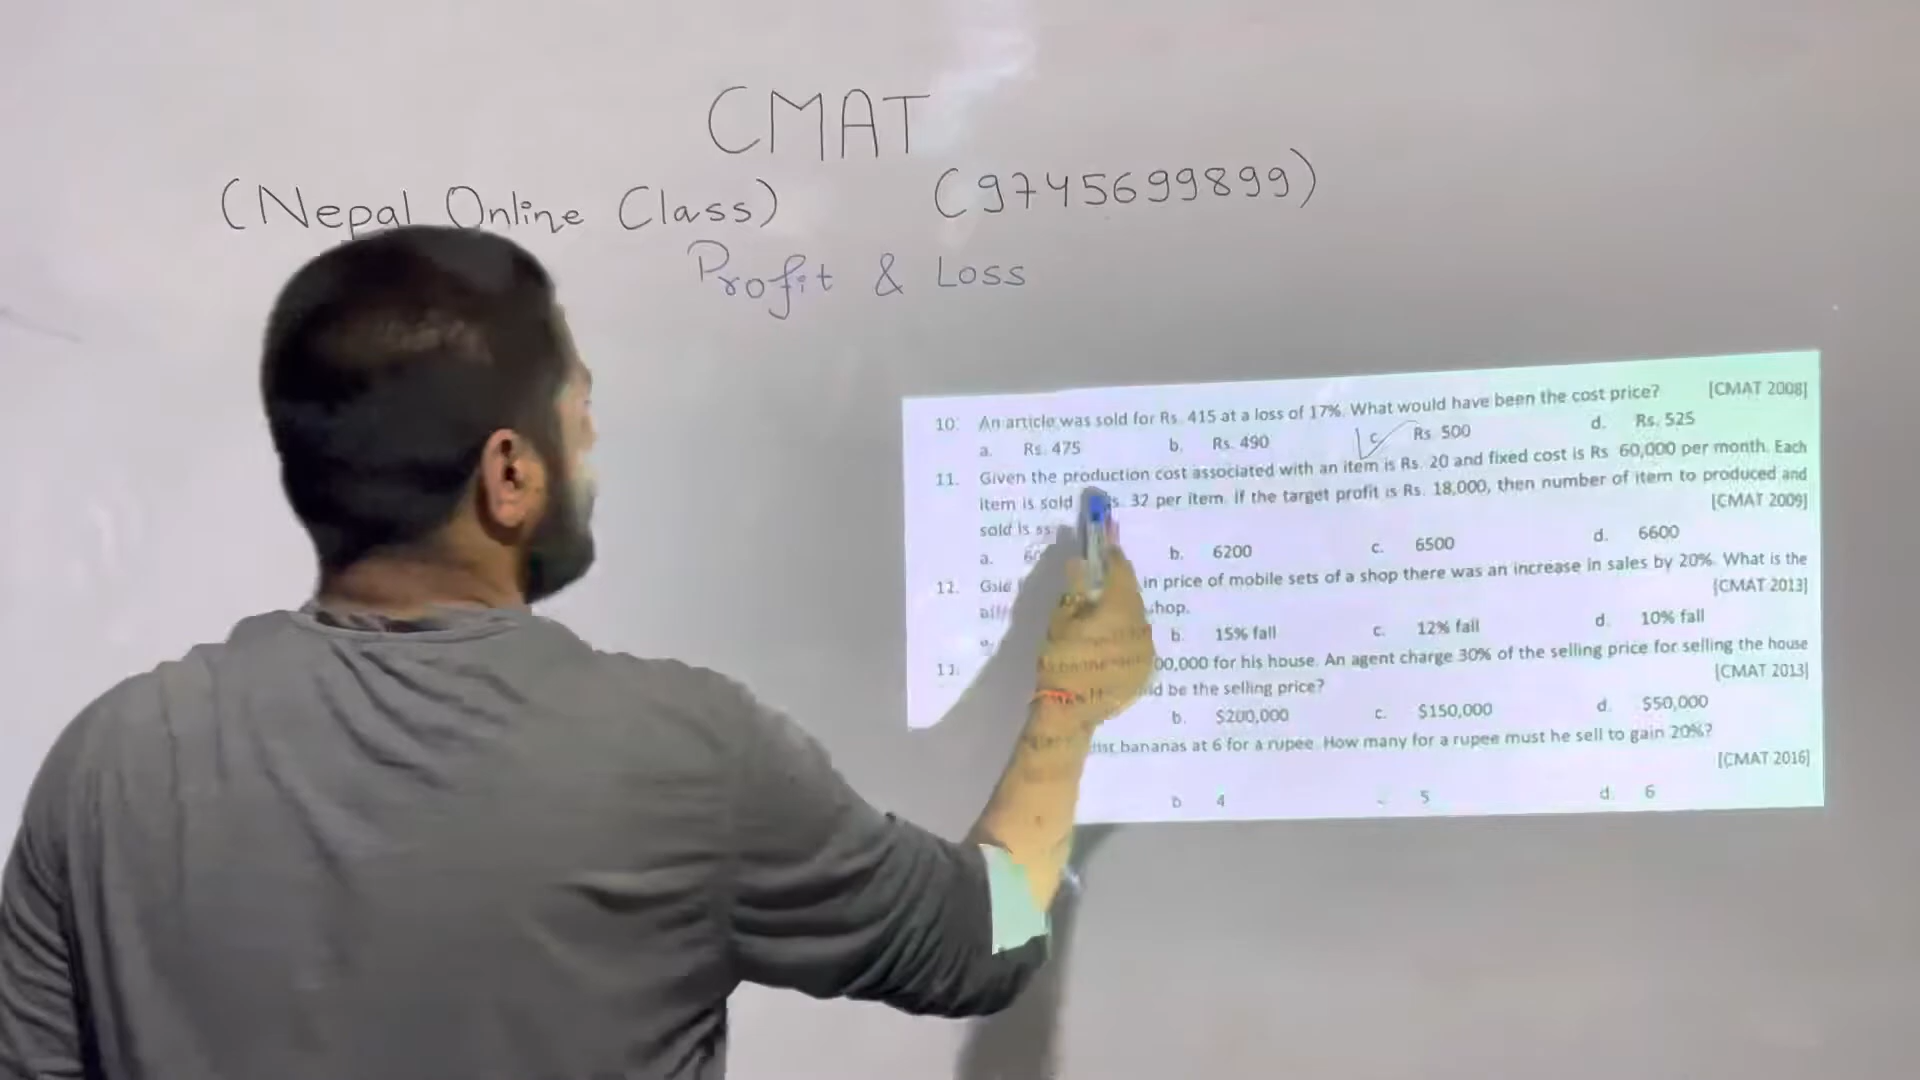 CMAT
(Nepal Online Class) (9745699899)
Profit & Loss
10. An article was sold for Rs. 415 at a loss of 17%. What would have been the cost price? [CMAT 2008]
a. Rs. 475 b. Rs. 490 c. Rs. 500 d. Rs. 525
11. Given the production cost associated with an item is Rs. 20 and fixed cost is Rs 60,000 per month. Each
item is sold Rs. 32 per item. If the target profit is Rs. 18,000, then number of item to produced and
sold is [CMAT 2009]
a. b. 6200 c. 6500 d. 6600
12. in price of mobile sets of a shop there was an increase in sales by 20%. What is the
shop. [CMAT 2013]
b. 15% fall c. 12% fall d. 10% fall
00,000 for his house. An agent charge 30% of the selling price for selling the house
be the selling price? [CMAT 2013]
b. $200,000 c. $150,000 d. $50,000
bananas at 6 for a rupee. How many for a rupee must he sell to gain 20%?
[CMAT 2016]
b 4 5 d. 6